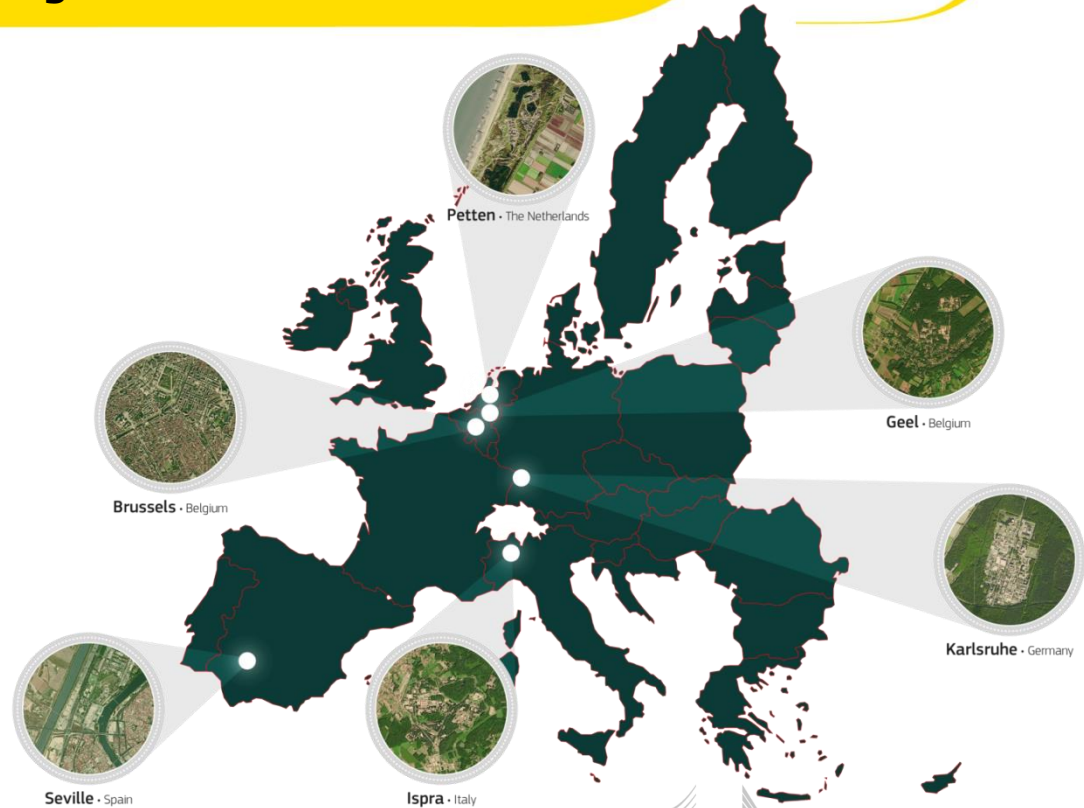 Petten · The Netherlands
Geel · Belgium
Brussels · Belgium
Karlsruhe · Germany
Seville · Spain
Ispra · Italy